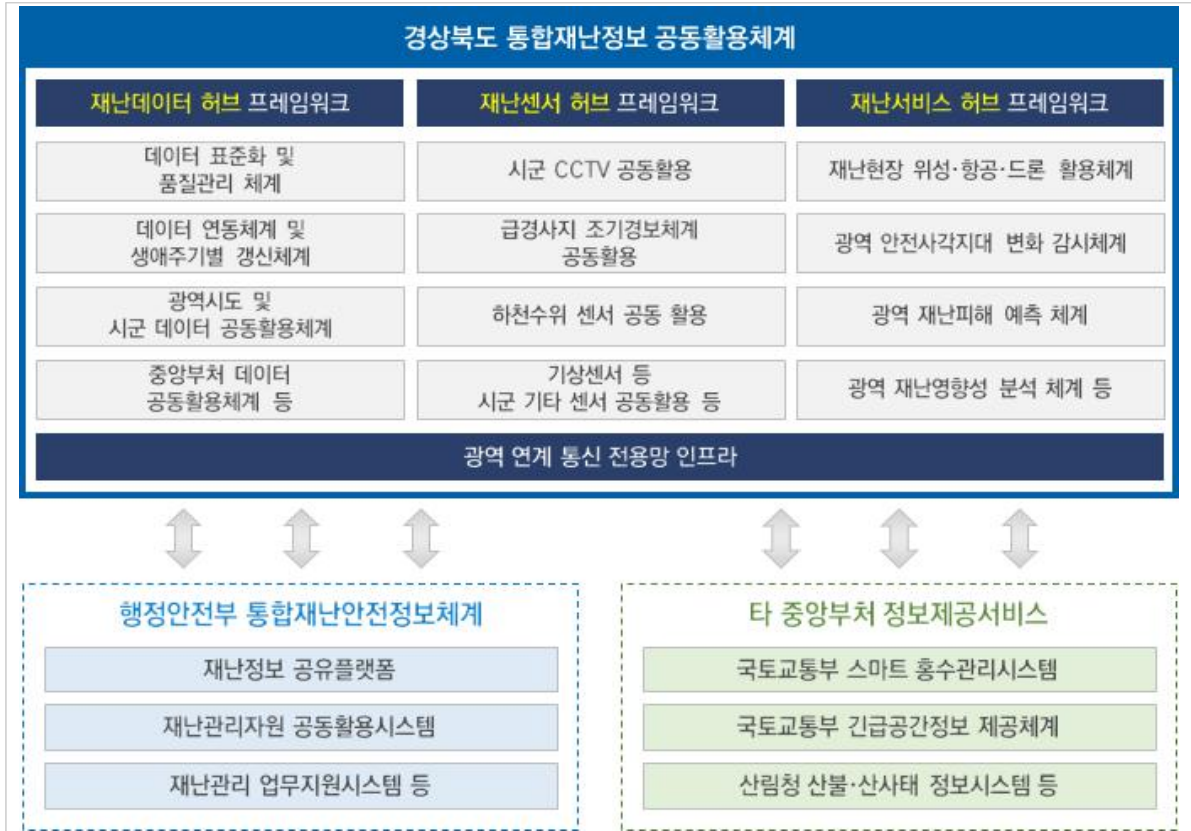 경상북도 통합재난정보 공동활용체계
재난데이터 허브 프레임워크
데이터 표준화 및
품질관리 체계
데이터 연동체계 및
생애주기별 갱신체계
광역시도 및
시군 데이터 공동활용체계
중앙부처 데이터
공동활용체계 등
재난센서 허브 프레임워크
시군 CCTV 공동활용
급경사지 조기경보체계
공동활용
하천수위 센서 공동 활용
기상센서 등
시군 기타 센서 공동활용 등
재난서비스 허브 프레임워크
재난현장 위성·항공·드론 활용체계
광역 안전사각지대 변화 감시체계
광역 재난피해 예측 체계
광역 재난영향성 분석 체계 등
광역 연계 통신 전용망 인프라
행정안전부 통합재난안전정보체계
재난정보 공유플랫폼
재난관리자원 공동활용시스템
재난관리 업무지원시스템 등
타 중앙부처 정보제공서비스
국토교통부 스마트 홍수관리시스템
국토교통부 긴급공간정보 제공체계
산림청 산불·산사태 정보시스템 등